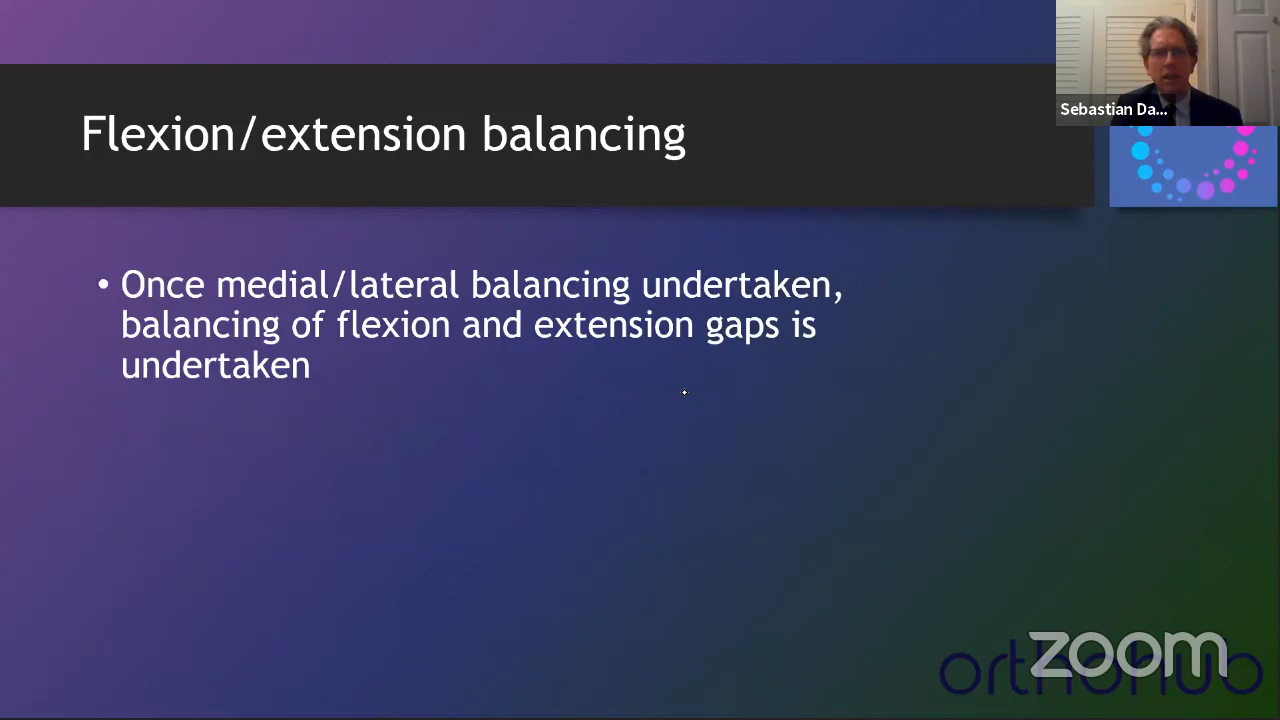 Flexion/extension balancing
Sebastian Da...
• Once medial/lateral balancing undertaken,
balancing of flexion and extension gaps is
undertaken
zoom
orthohub